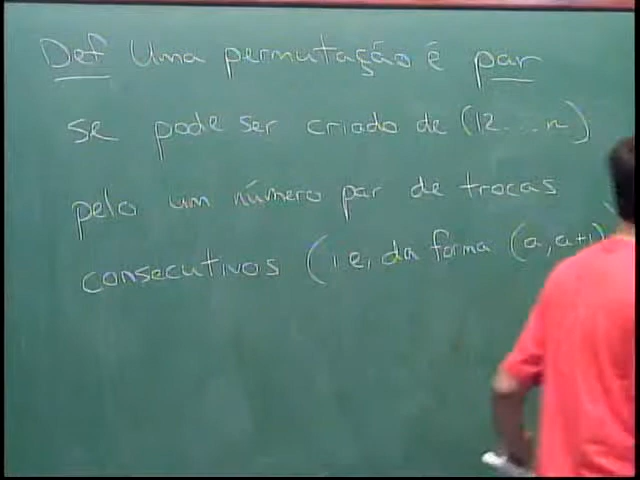 Def Uma permutação é par
se pode ser criado de (12...n)
pelo um número par de trocas
consecutivos (i.e, da forma (a, a+1)